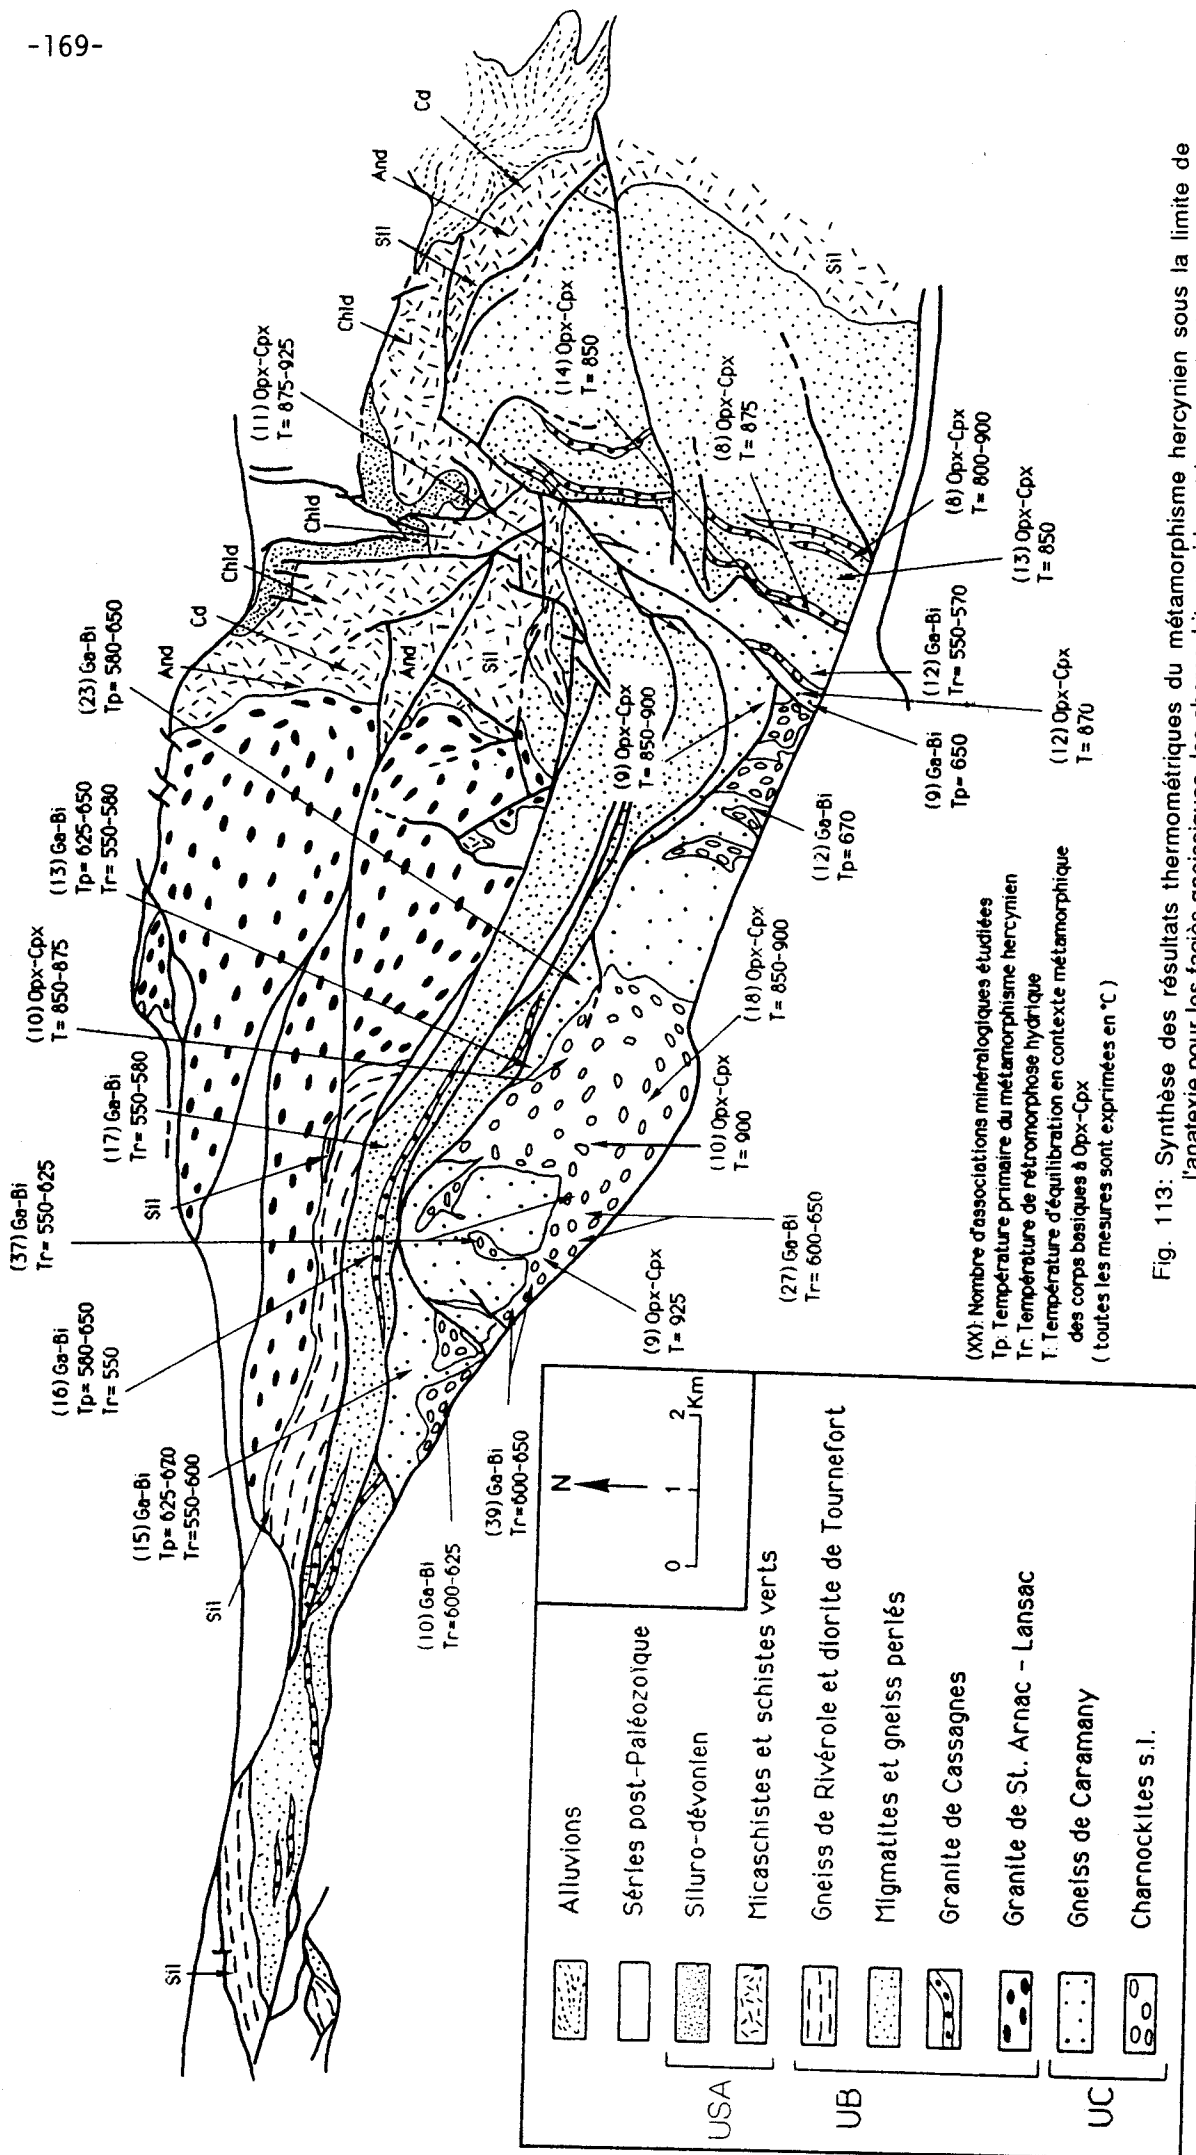 -169-
Sil
Sil
(15) Ga-Bi
Tp= 625-670
Tr=550-600
(16) Ga-Bi
Tp= 580-650
Tr= 550
(37) Ga-Bi
Tr= 550-625
Sil
(17) Ga-Bi
Tr= 550-580
(10) Opx-Cpx
T= 850-875
(13) Ga-Bi
Tp= 625-650
Tr= 550-580
(23) Ga-Bi
Tp= 580-650
And
Cd
Chld
Chld
(11) Opx-Cpx
T= 875-925
Chld
Sil
And
Cd
And
Sil
(9) Opx-Cpx
T= 850-900
(14) Opx-Cpx
T= 850
(8) Opx-Cpx
T= 875
Sil
(10) Ga-Bi
Tr=600-625
(39) Ga-Bi
Tr=600-650
(9) Opx-Cpx
T= 925
(27) Ga-Bi
Tr= 600-650
(10) Opx-Cpx
T= 900
(18) Opx-Cpx
T= 850-900
(12) Ga-Bi
Tp= 670
(9) Ga-Bi
Tp= 650
(12) Opx-Cpx
T= 870
(12) Ga-Bi
Tr= 550-570
(13) Opx-Cpx
T= 850
(8) Opx-Cpx
T= 800-900
N
0 1 2 Km
Alluvions
Séries post-Paléozoïque
USA
Siluro-dévonien
Micaschistes et schistes verts
UB
Gneiss de Rivérole et diorite de Tournefort
Migmatites et gneiss perlés
Granite de Cassagnes
Granite de St. Arnac - Lansac
UC
Gneiss de Caramany
Charnockites s.l.
(XX): Nombre d'associations minéralogiques étudiées
Tp: Température primaire du métamorphisme hercynien
Tr: Température de rétromorphose hydrique
T: Température d'équilibration en contexte métamorphique
des corps basiques à Opx-Cpx
( toutes les mesures sont exprimées en °C )
Fig. 113: Synthèse des résultats thermométriques du métamorphisme hercynien sous la limite de
l'anatexie pour les faciès gneissiques, les